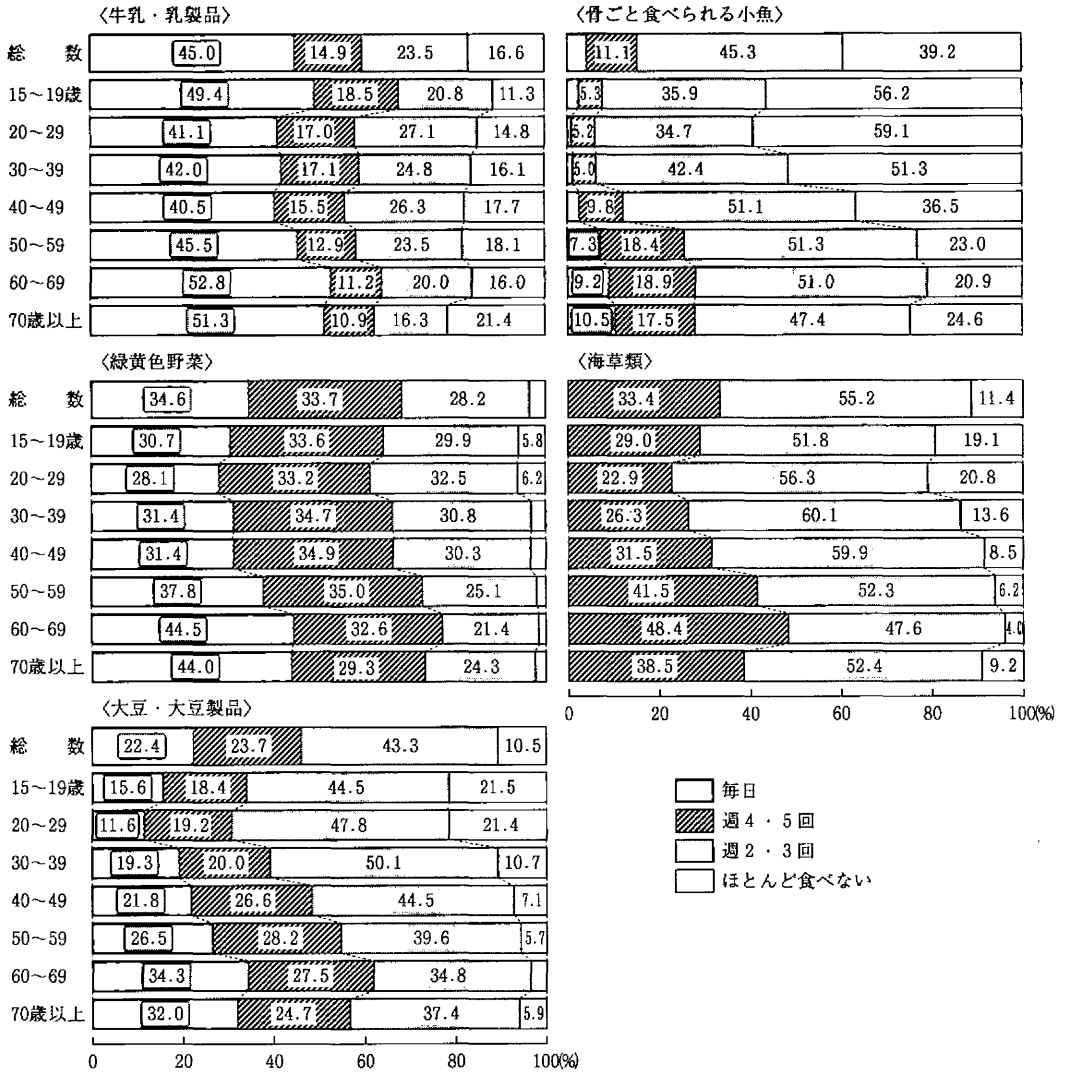 〈牛乳・乳製品〉
総 数 45.0 14.9 23.5 16.6
15～19歳 49.4 18.5 20.8 11.3
20～29 41.1 17.0 27.1 14.8
30～39 42.0 17.1 24.8 16.1
40～49 40.5 15.5 26.3 17.7
50～59 45.5 12.9 23.5 18.1
60～69 52.8 11.2 20.0 16.0
70歳以上 51.3 10.9 16.3 21.4
〈骨ごと食べられる小魚〉
11.1 45.3 39.2
5.3 35.9 56.2
5.2 34.7 59.1
5.0 42.4 51.3
9.8 51.1 36.5
7.3 18.4 51.3 23.0
9.2 18.9 51.0 20.9
10.5 17.5 47.4 24.6
〈緑黄色野菜〉
総 数 34.6 33.7 28.2
15～19歳 30.7 33.6 29.9 5.8
20～29 28.1 33.2 32.5 6.2
30～39 31.4 34.7 30.8
40～49 31.4 34.9 30.3
50～59 37.8 35.0 25.1
60～69 44.5 32.6 21.4
70歳以上 44.0 29.3 24.3
〈海草類〉
33.4 55.2 11.4
29.0 51.8 19.1
22.9 56.3 20.8
26.3 60.1 13.6
31.5 59.9 8.5
41.5 52.3 6.2
48.4 47.6 4.0
38.5 52.4 9.2
0 20 40 60 80 100(%)
〈大豆・大豆製品〉
総 数 22.4 23.7 43.3 10.5
15～19歳 15.6 18.4 44.5 21.5
20～29 11.6 19.2 47.8 21.4
30～39 19.3 20.0 50.1 10.7
40～49 21.8 26.6 44.5 7.1
50～59 26.5 28.2 39.6 5.7
60～69 34.3 27.5 34.8
70歳以上 32.0 24.7 37.4 5.9
0 20 40 60 80 100(%)
毎日
週4・5回
週2・3回
ほとんど食べない